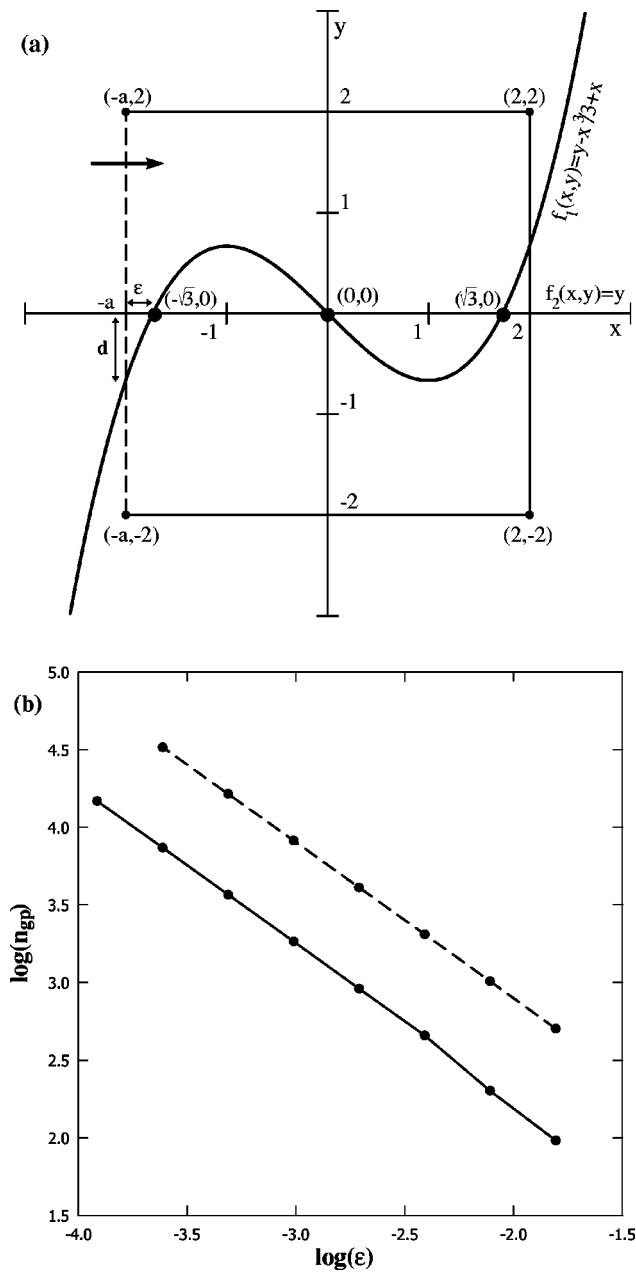 (a)
y
(-a,2)
2
(2,2)
f₁(x,y)=y-x³/3+x
1
ε
(-√3,0)
(0,0)
(√3,0)
f₂(x,y)=y
-a
-1
1
2
x
d
-1
-2
(-a,-2)
(2,-2)
(b)
5.0
4.5
4.0
3.5
3.0
2.5
2.0
1.5
log(n_gp)
-4.0 -3.5 -3.0 -2.5 -2.0 -1.5
log(ε)